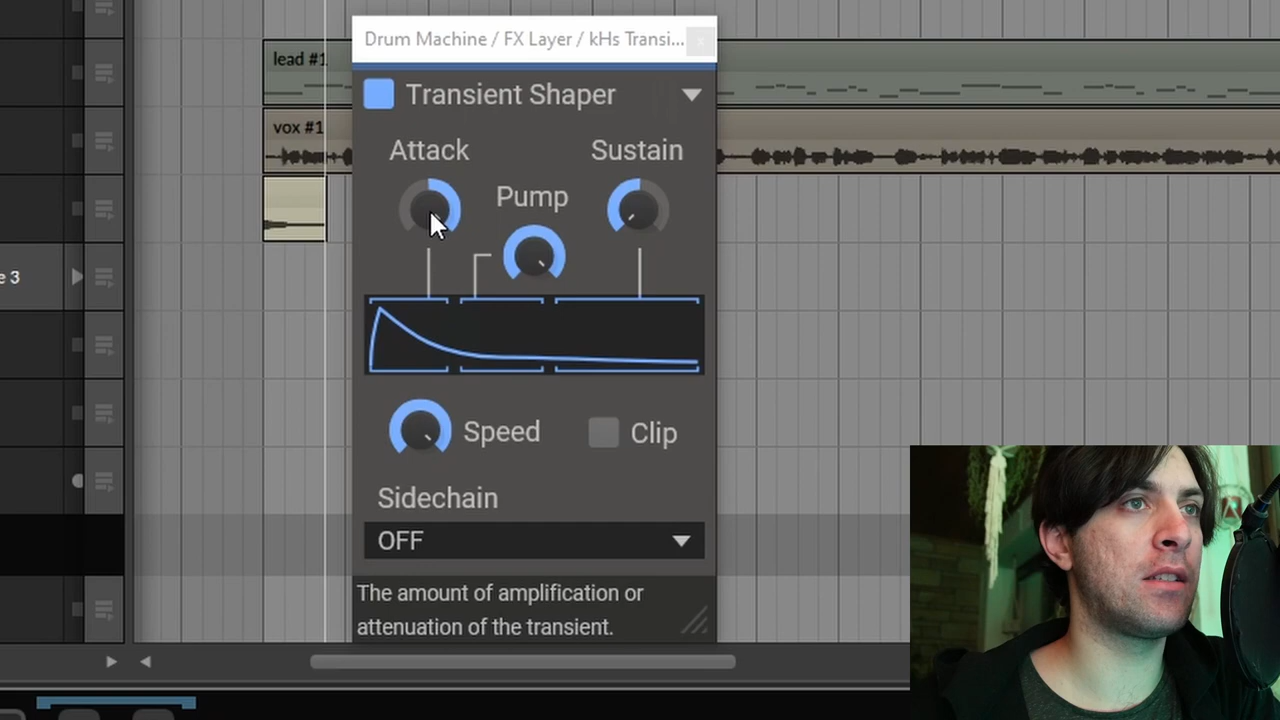 Drum Machine / FX Layer / kHs Transi...
x
lead #1
Transient Shaper
vox #1
Attack
Sustain
Pump
e 3
Speed
Clip
Sidechain
OFF
The amount of amplification or
attenuation of the transient.